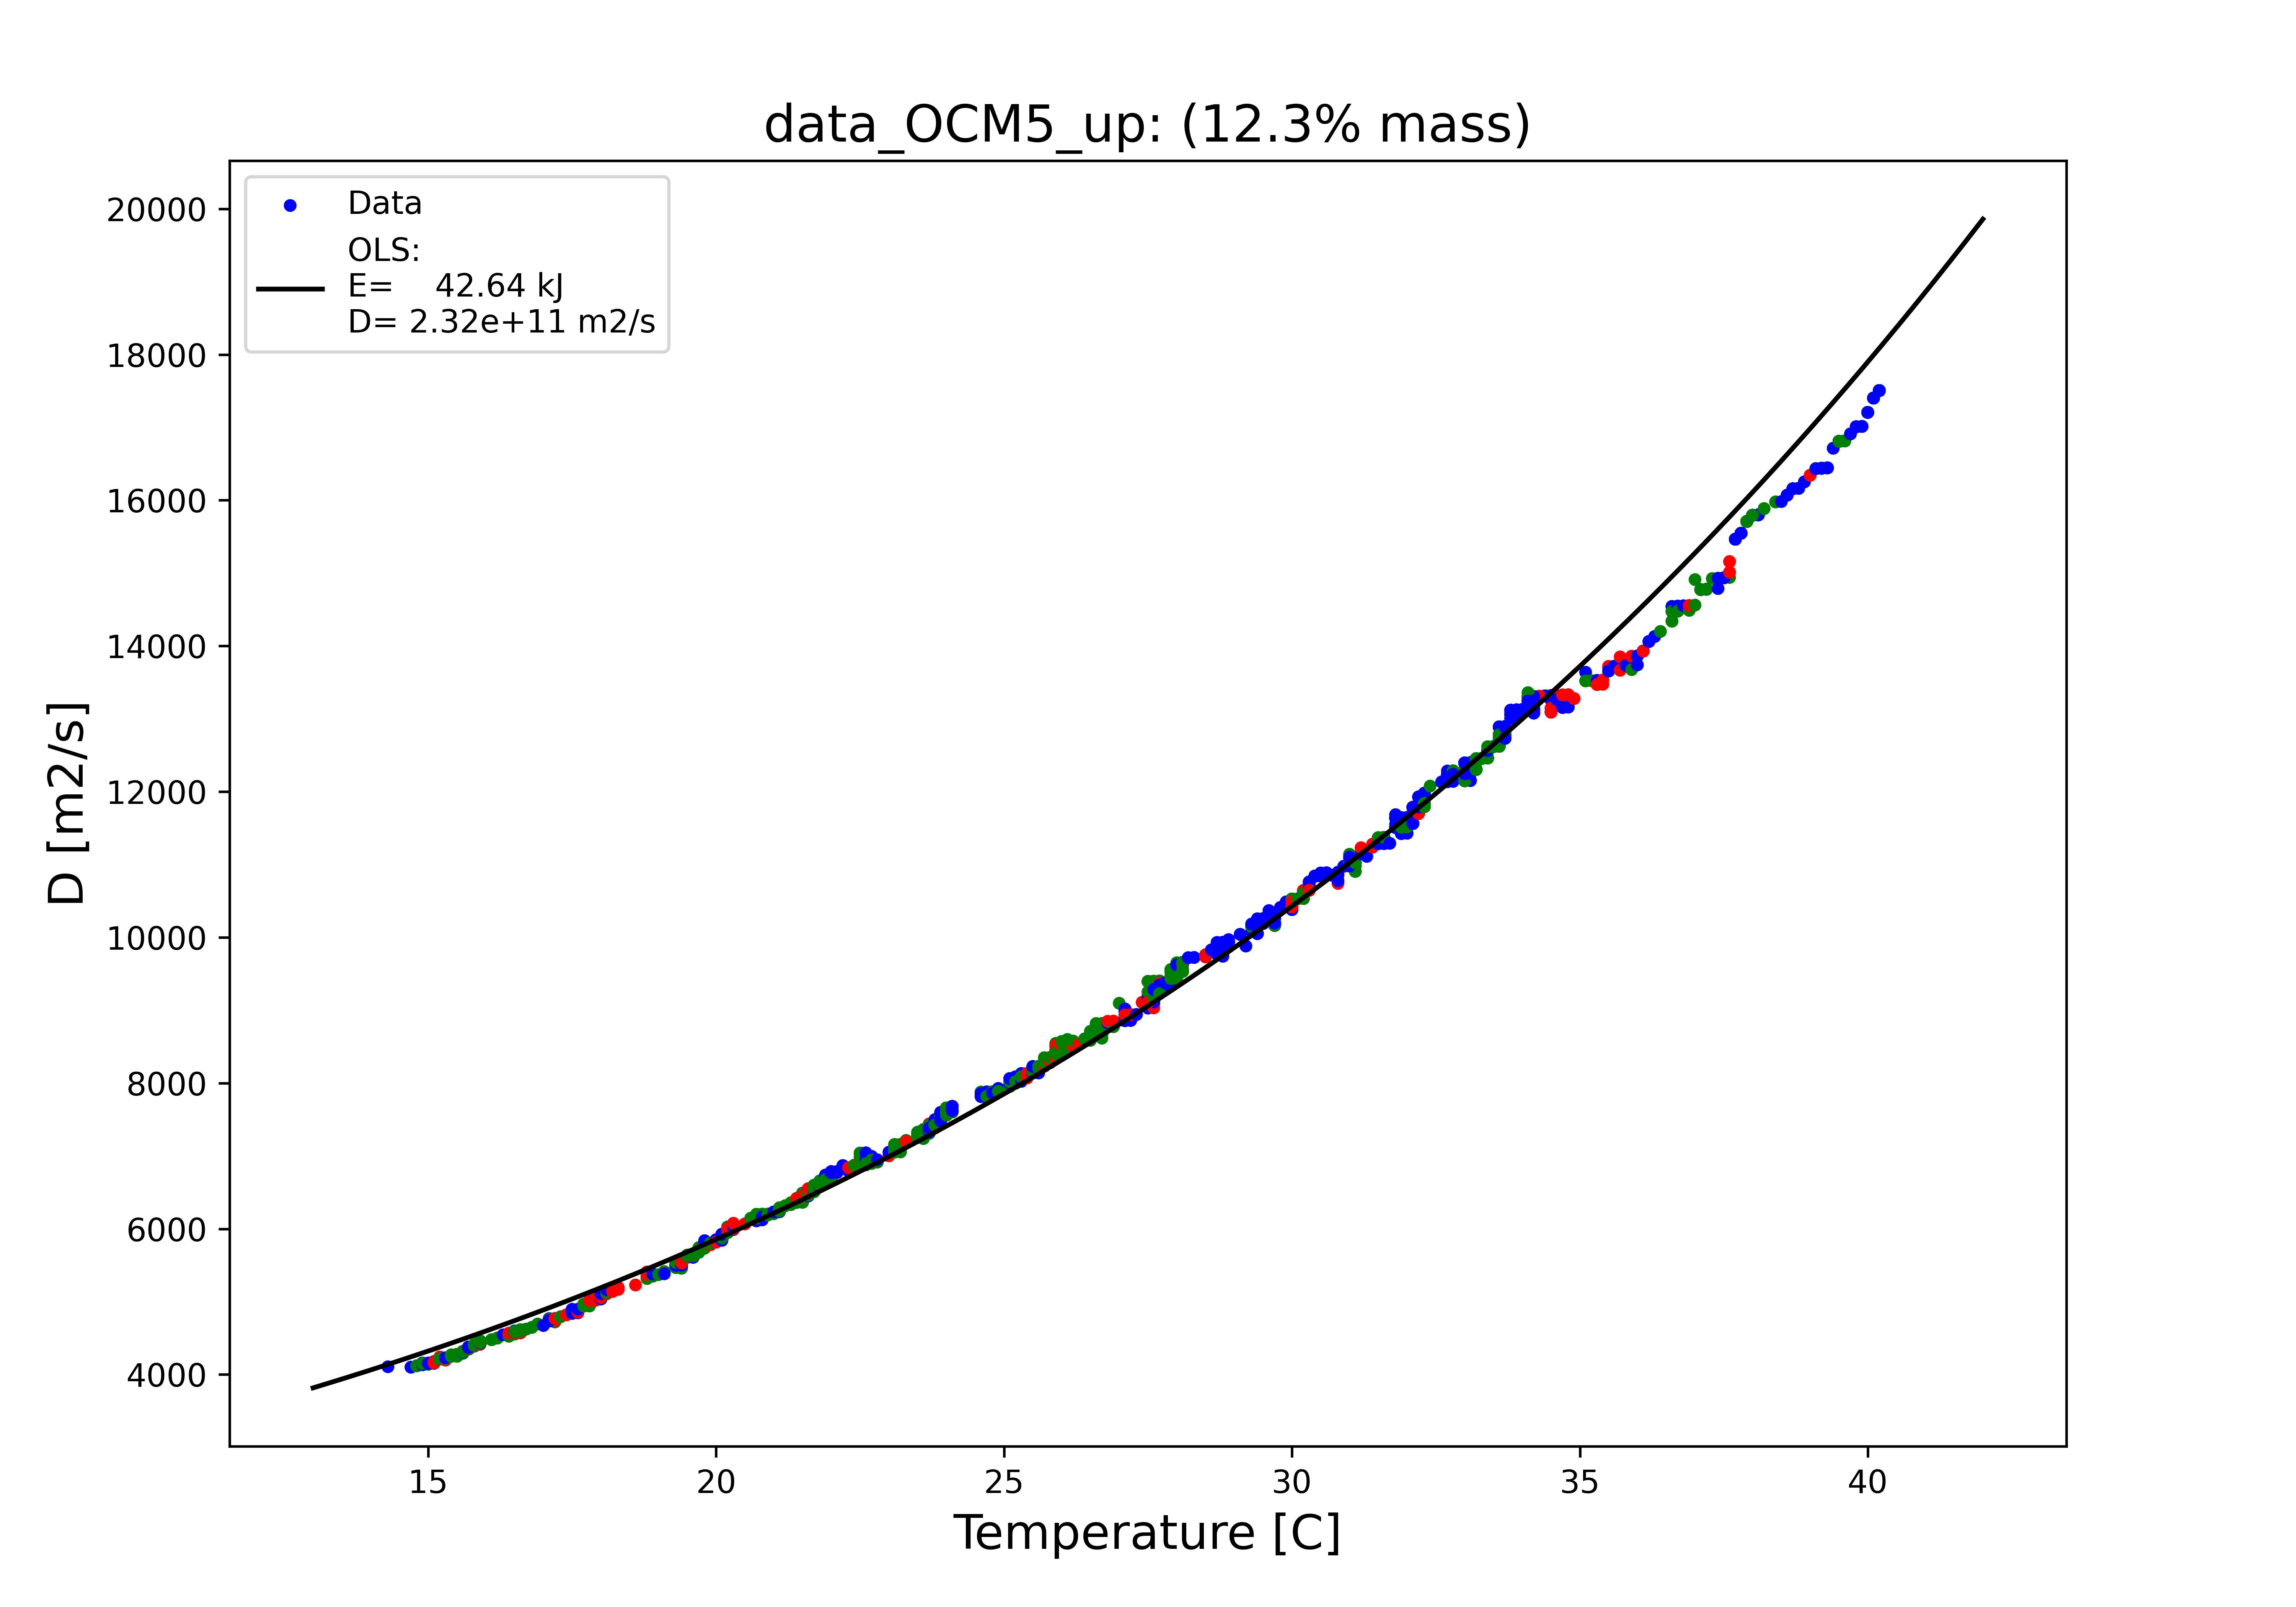 data_OCM5_up: (12.3% mass)
Data
OLS:
E= 42.64 kJ
D= 2.32e+11 m2/s
20000
18000
16000
14000
12000
10000
8000
6000
4000
D [m2/s]
15 20 25 30 35 40
Temperature [C]